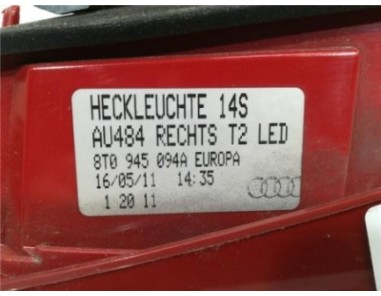 HECKLEUCHTE 14S
AU484 RECHTS T2 LED
8T0 945 094A EUROPA
16/05/11 14:35
1 20 11